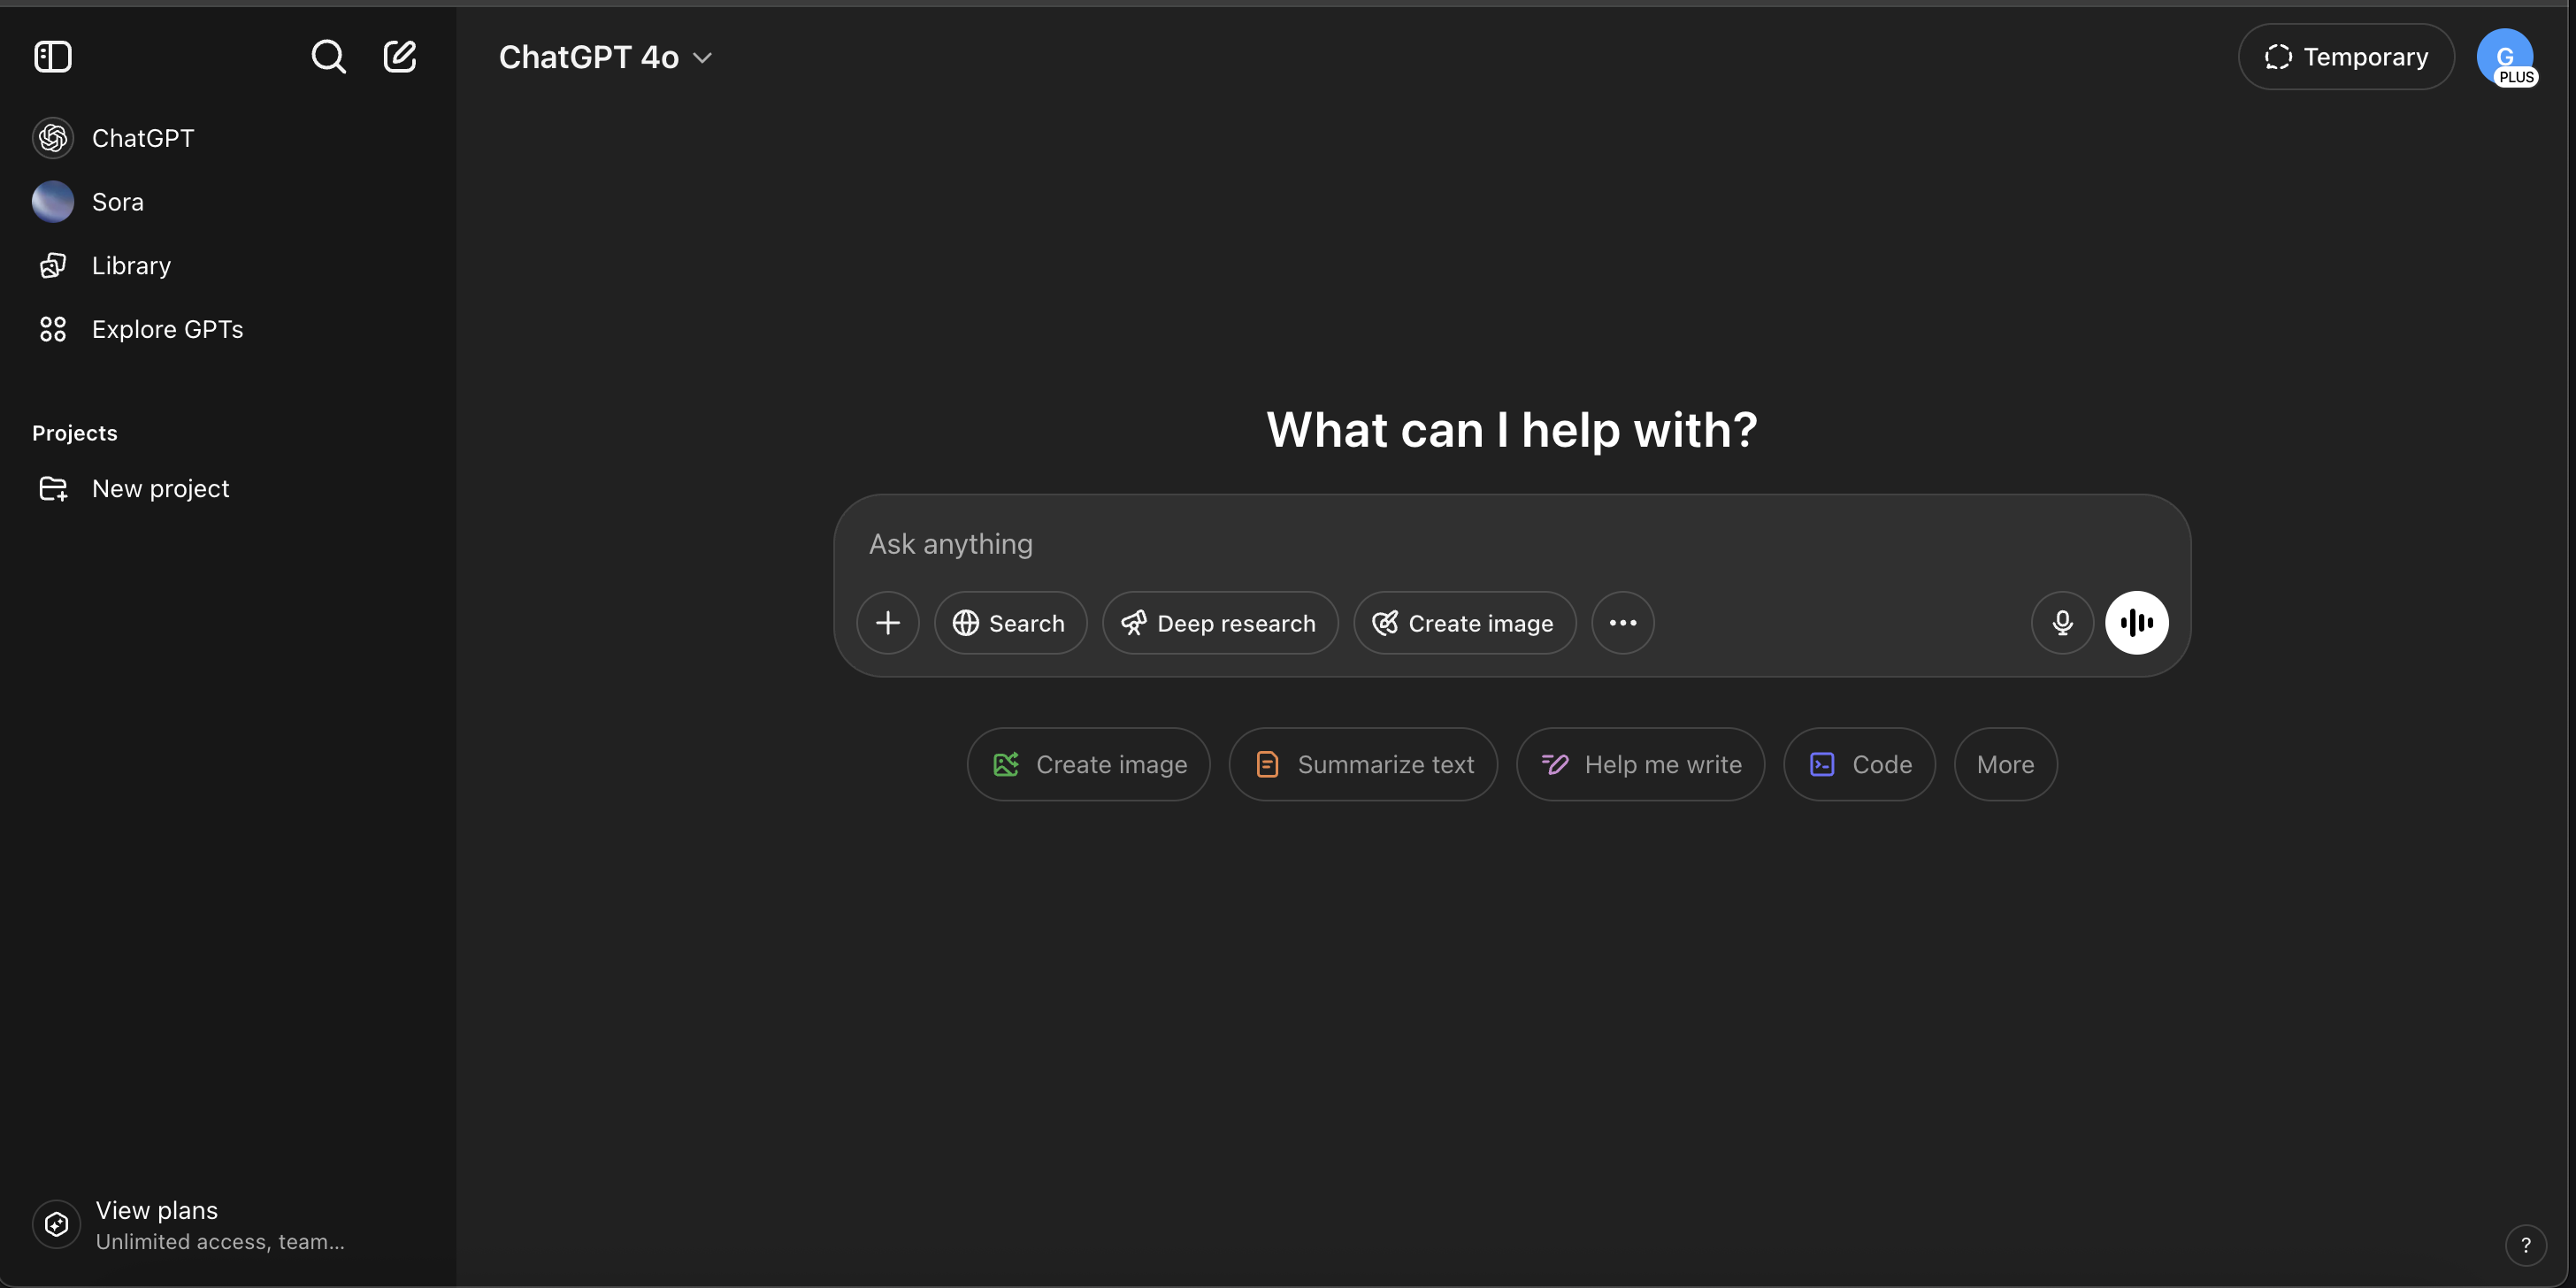 ChatGPT 4o
Temporary
G
PLUS
ChatGPT
Sora
Library
Explore GPTs
Projects
New project
What can I help with?
Ask anything
Search
Deep research
Create image
Create image
Summarize text
Help me write
Code
More
View plans
Unlimited access, team...
?